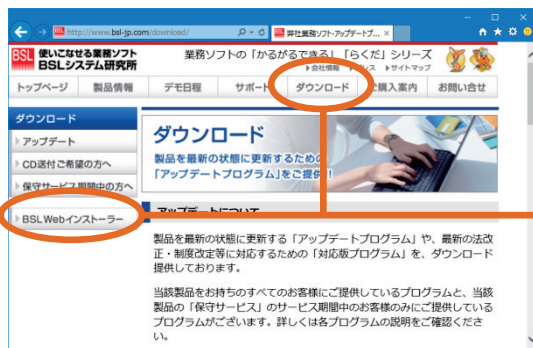 http://www.bsl-jp.com/download/
弊社業務ソフト-アップデートプ...
BSL 使いこなせる業務ソフト
BSLシステム研究所
業務ソフトの「かるがるできる」「らくだ」シリーズ
会社情報
サイトマップ
トップページ 製品情報 デモ日程 サポート ダウンロード ご購入案内 お問い合せ
ダウンロード
アップデート
CD送付ご希望の方へ
保守サービス期間中の方へ
BSL Webインストーラー
ダウンロード
製品を最新の状態に更新するための
「アップデートプログラム」をご提供!!
アップデートについて
製品を最新の状態に更新する「アップデートプログラム」や、最新の法改
正・制度改定等に対応するための「対応版プログラム」を、ダウンロード
提供しております。
当該製品をお持ちのすべてのお客様にご提供しているプログラムと、当該
製品の「保守サービス」のサービス期間中のお客様のみにご提供している
プログラムがございます。詳しくは各プログラムの説明をご確認くださ
い。